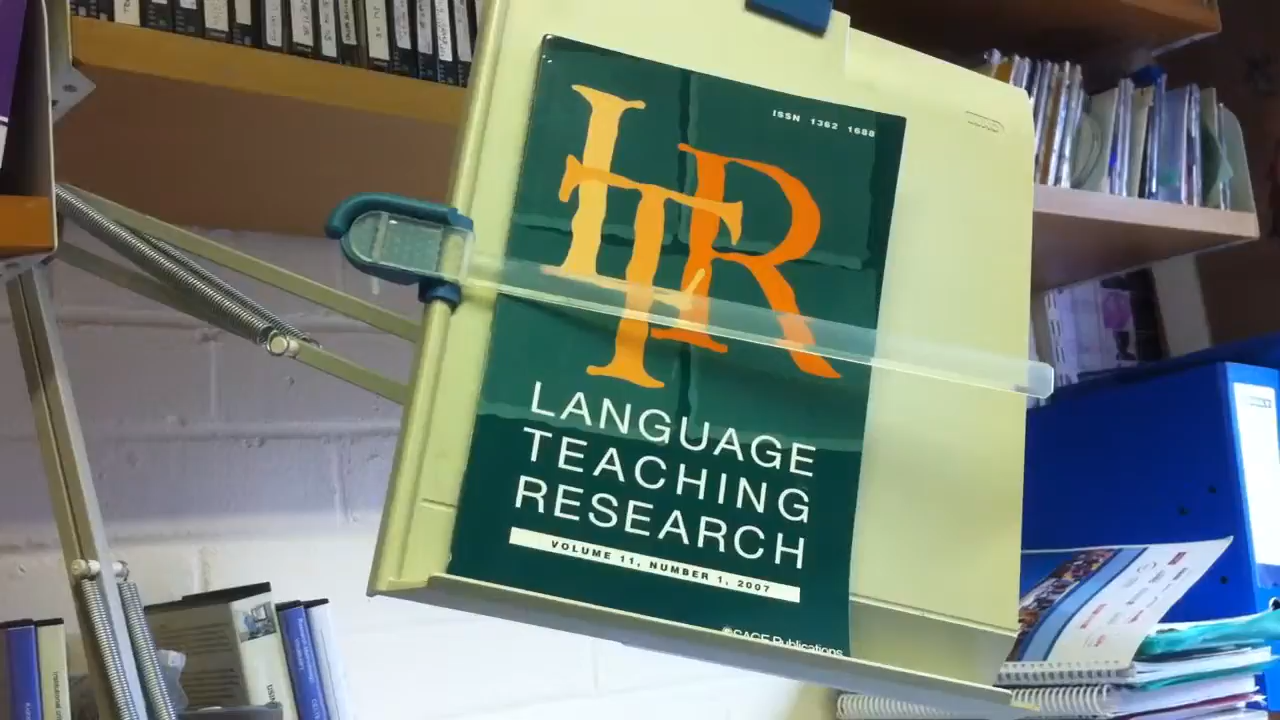 ISSN 1362 1688
LTR
LANGUAGE
TEACHING
RESEARCH
VOLUME 11, NUMBER 1, 2007
SAGE Publications